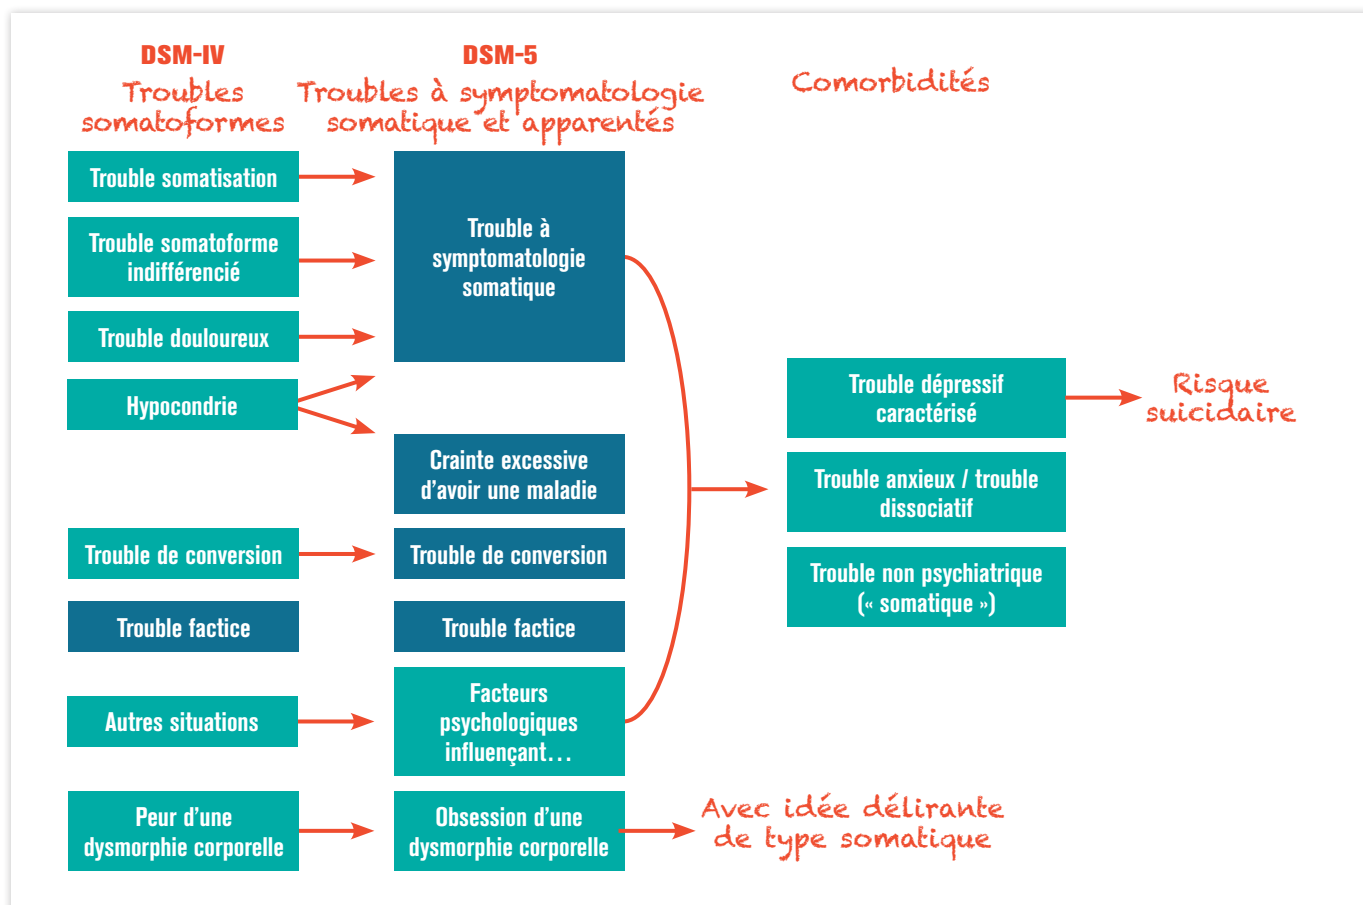 DSM-IV
Troubles
somatoformes
DSM-5
Troubles à symptomatologie
somatique et apparentés
Comorbidités
Trouble somatisation
Trouble somatoforme
indifférencié
Trouble douloureux
Hypocondrie
Trouble de conversion
Trouble factice
Autres situations
Peur d'une
dysmorphie corporelle
Trouble à
symptomatologie
somatique
Crainte excessive
d'avoir une maladie
Trouble de conversion
Trouble factice
Facteurs
psychologiques
influençant...
Obsession d'une
dysmorphie corporelle
Trouble dépressif
caractérisé
Trouble anxieux / trouble
dissociatif
Trouble non psychiatrique
(« somatique »)
Risque
suicidaire
Avec idée délirante
de type somatique